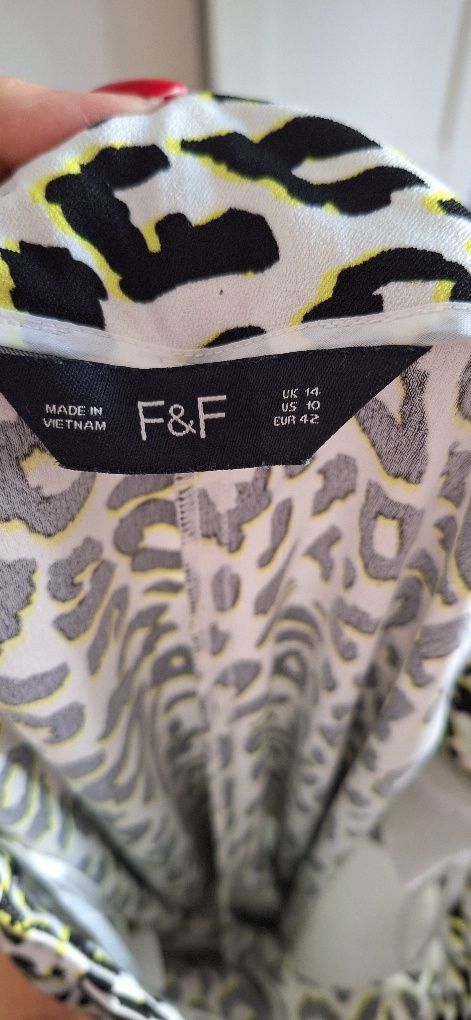 MADE IN
VIETNAM
F&F
UK 14
US 10
EUR 42